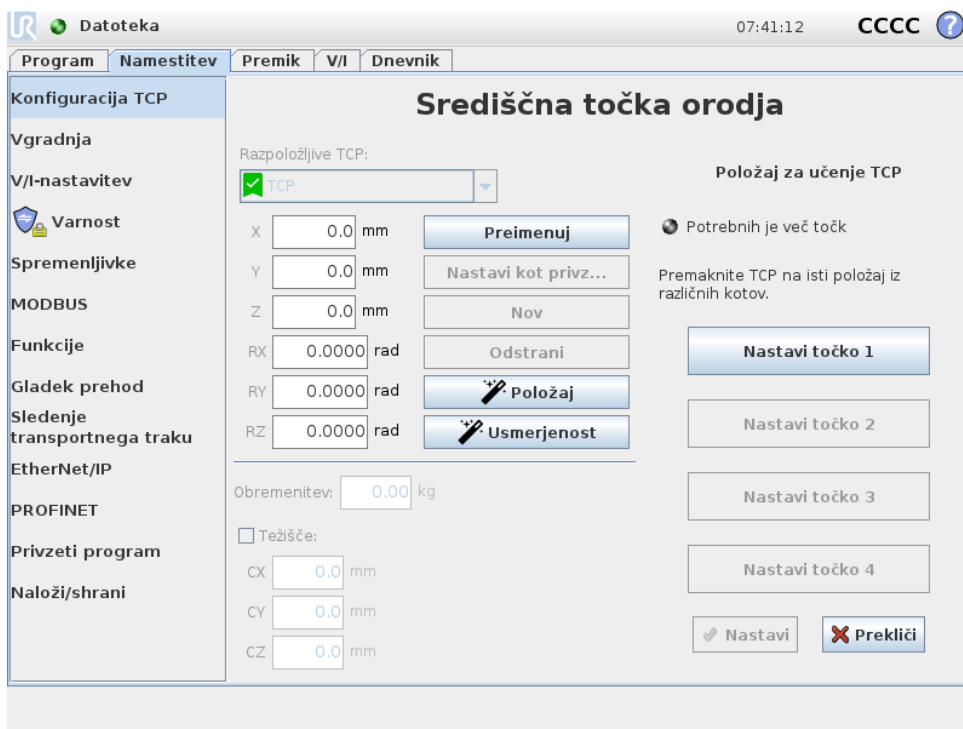 UR Datoteka 07:41:12 CCCC ?
Program Namestitev Premik V/I Dnevnik
Konfiguracija TCP
Vgradnja
V/I-nastavitev
Varnost
Spremenljivke
MODBUS
Funkcije
Gladek prehod
Sledenje
transportnega traku
EtherNet/IP
PROFINET
Privzeti program
Naloži/shrani
Središčna točka orodja
Razpoložljive TCP:
TCP
X 0.0 mm Preimenuj
Y 0.0 mm Nastavi kot privz...
Z 0.0 mm Nov
RX 0.0000 rad Odstrani
RY 0.0000 rad Položaj
RZ 0.0000 rad Usmerjenost
Obremenitev: 0.00 kg
Težišče:
CX 0.0 mm
CY 0.0 mm
CZ 0.0 mm
Položaj za učenje TCP
Potrebnih je več točk
Premaknite TCP na isti položaj iz
različnih kotov.
Nastavi točko 1
Nastavi točko 2
Nastavi točko 3
Nastavi točko 4
Nastavi Prekliči